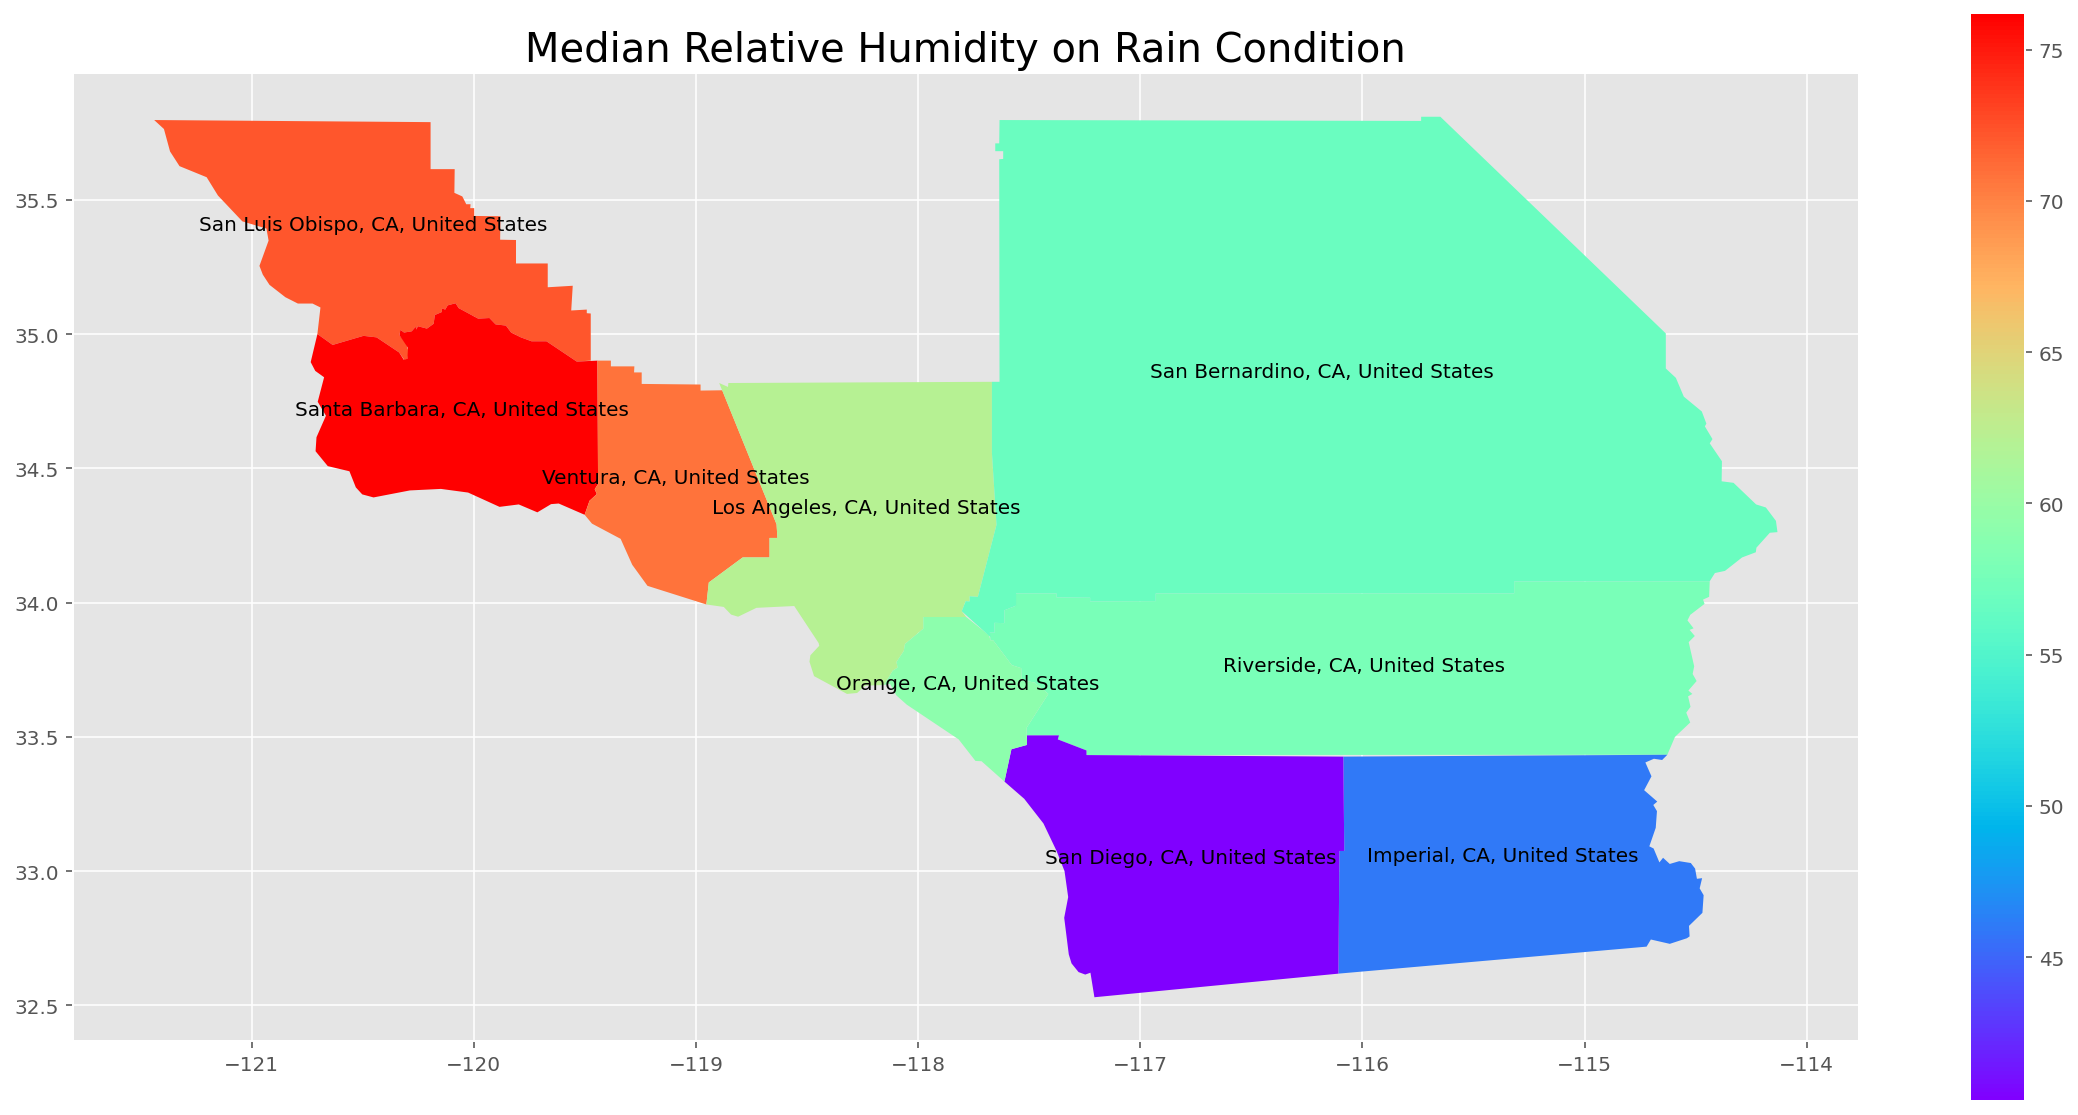 Median Relative Humidity on Rain Condition
75
70
65
60
55
50
45
35.5
35.0
34.5
34.0
33.5
33.0
32.5
San Luis Obispo, CA, United States
San Bernardino, CA, United States
Santa Barbara, CA, United States
Ventura, CA, United States
Los Angeles, CA, United States
Riverside, CA, United States
Orange, CA, United States
San Diego, CA, United States
Imperial, CA, United States
−121
−120
−119
−118
−117
−116
−115
−114